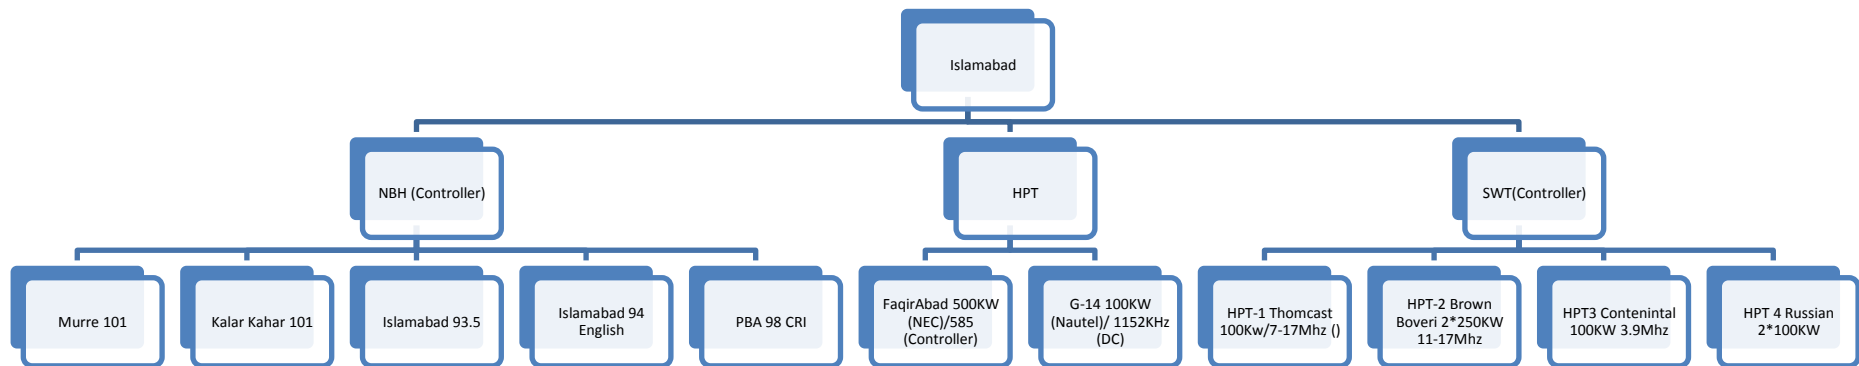 Islamabad
NBH (Controller)
HPT
SWT(Controller)
Murre 101
Kalar Kahar 101
Islamabad 93.5
Islamabad 94
English
PBA 98 CRI
FaqirAbad 500KW
(NEC)/585
(Controller)
G-14 100KW
(Nautel)/ 1152KHz
(DC)
HPT-1 Thomcast
100Kw/7-17Mhz ()
HPT-2 Brown
Boveri 2*250KW
11-17Mhz
HPT3 Contenintal
100KW 3.9Mhz
HPT 4 Russian
2*100KW